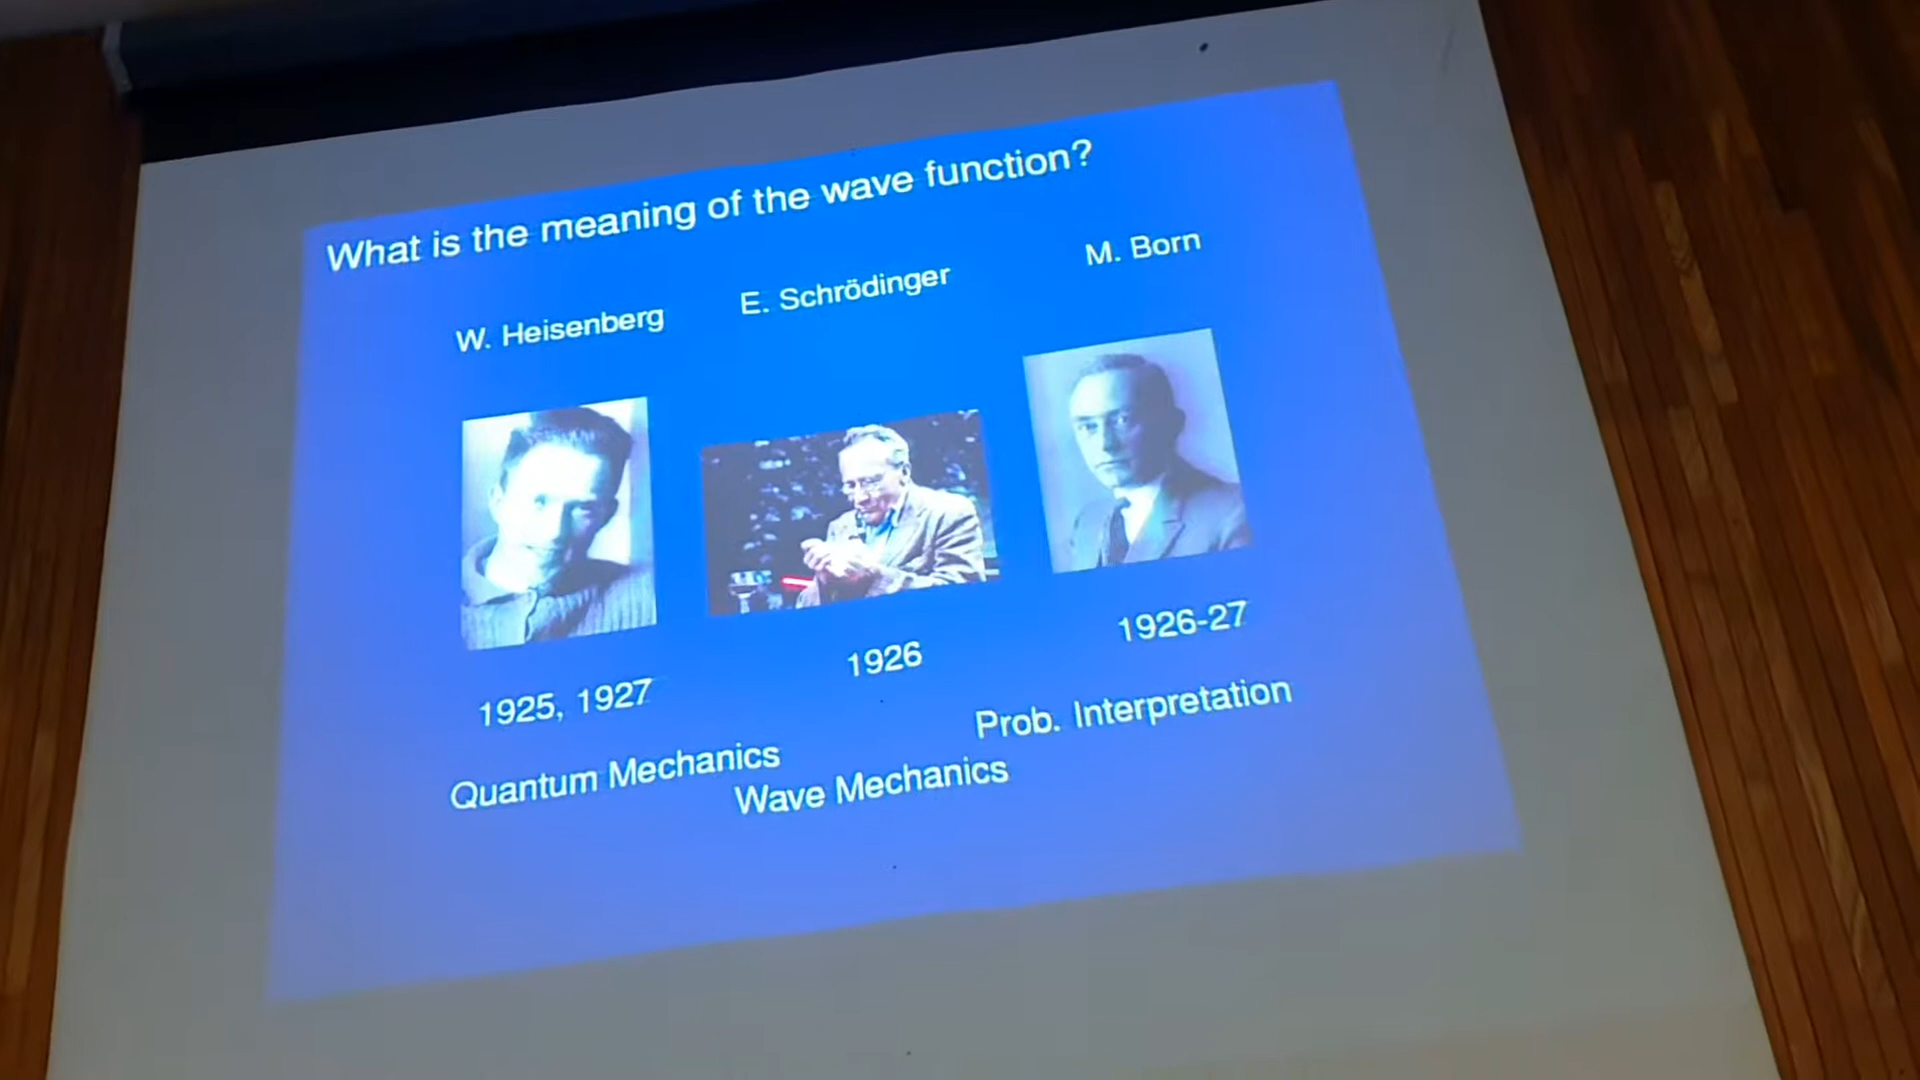 What is the meaning of the wave function?
W. Heisenberg
E. Schrödinger
M. Born
1925, 1927
1926
1926-27
Quantum Mechanics
Wave Mechanics
Prob. Interpretation